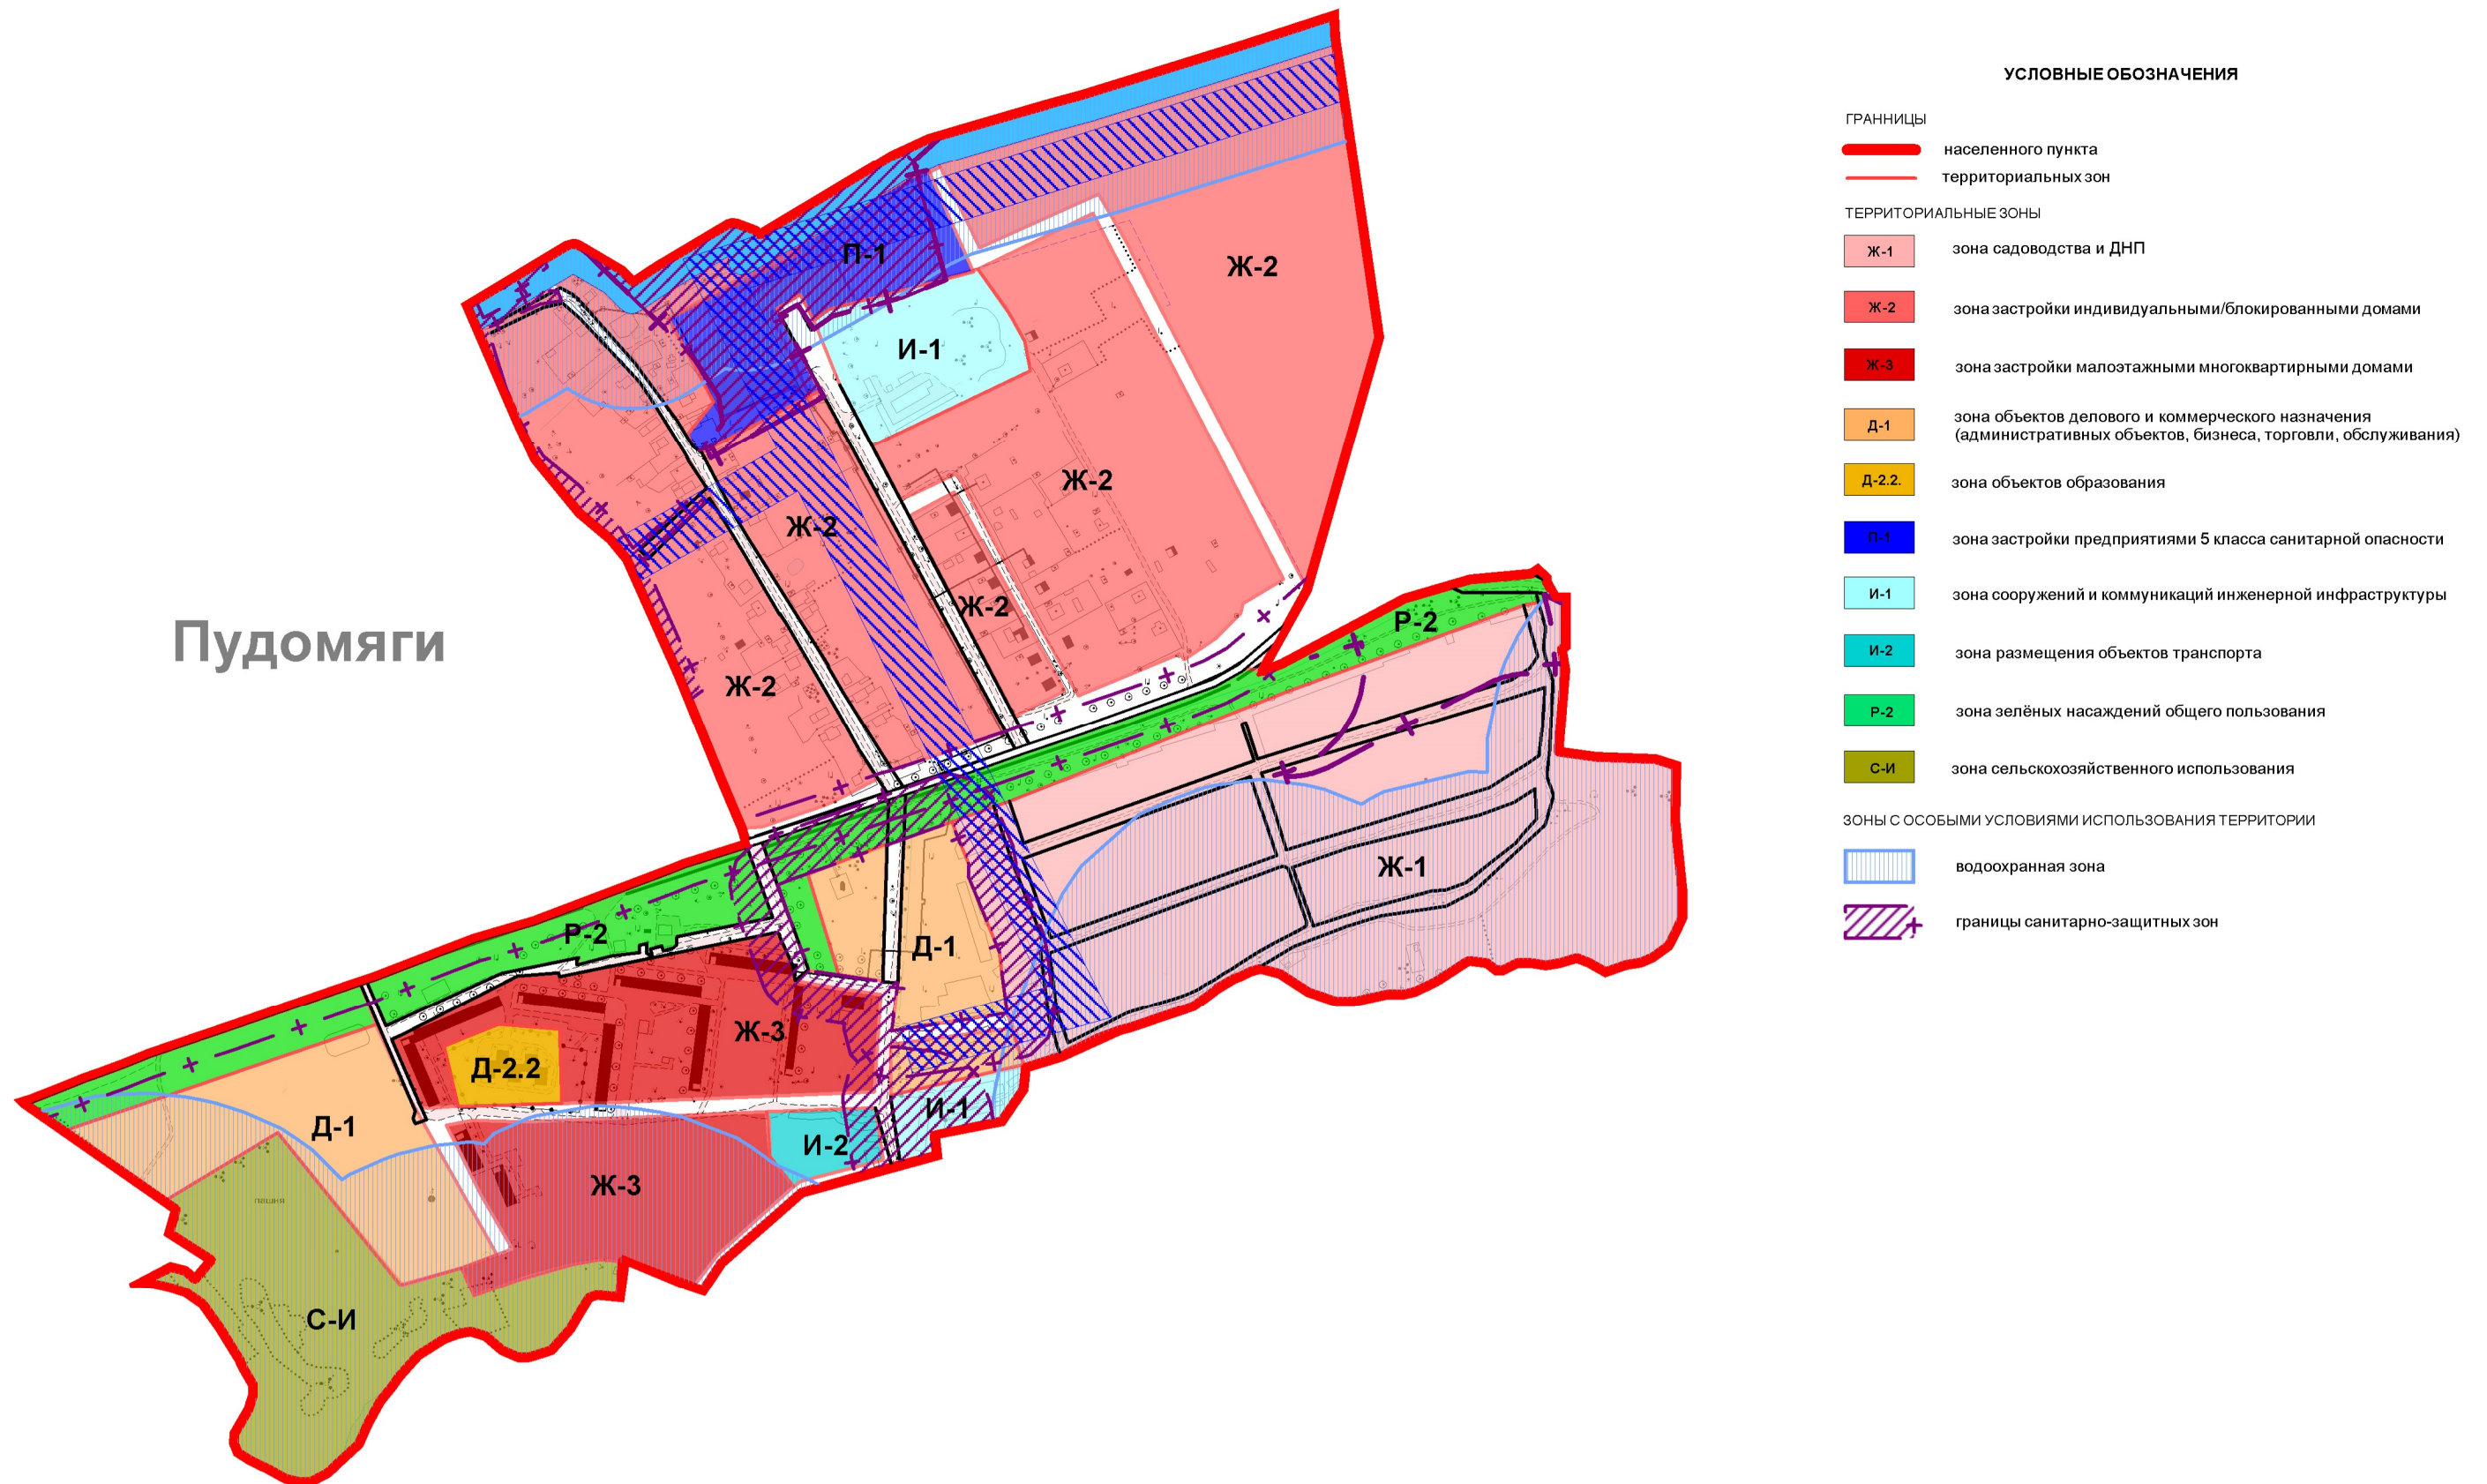 УСЛОВНЫЕ ОБОЗНАЧЕНИЯ
ГРАННИЦЫ
населенного пункта
территориальных зон
ТЕРРИТОРИАЛЬНЫЕ ЗОНЫ
Ж-1 зона садоводства и ДНП
Ж-2 зона застройки индивидуальными/блокированными домами
Ж-3 зона застройки малоэтажными многоквартирными домами
Д-1 зона объектов делового и коммерческого назначения
(административных объектов, бизнеса, торговли, обслуживания)
Д-2.2. зона объектов образования
П-1 зона застройки предприятиями 5 класса санитарной опасности
И-1 зона сооружений и коммуникаций инженерной инфраструктуры
И-2 зона размещения объектов транспорта
Р-2 зона зелёных насаждений общего пользования
С-И зона сельскохозяйственного использования
ЗОНЫ С ОСОБЫМИ УСЛОВИЯМИ ИСПОЛЬЗОВАНИЯ ТЕРРИТОРИИ
водоохранная зона
границы санитарно-защитных зон
Пудомяги
П-1
Ж-2
И-1
Ж-2
Ж-2
Ж-2
Р-2
Ж-2
Ж-1
Р-2
Д-1
Ж-3
Д-2.2
И-1
Д-1
И-2
Ж-3
пашня
С-И